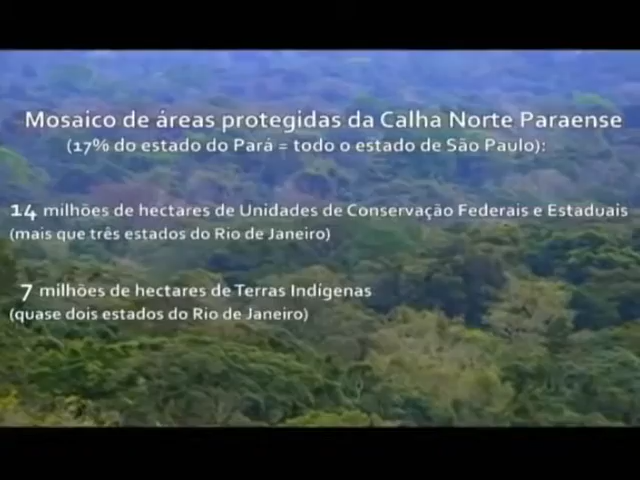 Mosaico de áreas protegidas da Calha Norte Paraense
(17% do estado do Pará = todo o estado de São Paulo):
14 milhões de hectares de Unidades de Conservação Federais e Estaduais
(mais que três estados do Rio de Janeiro)
7 milhões de hectares de Terras Indígenas
(quase dois estados do Rio de Janeiro)